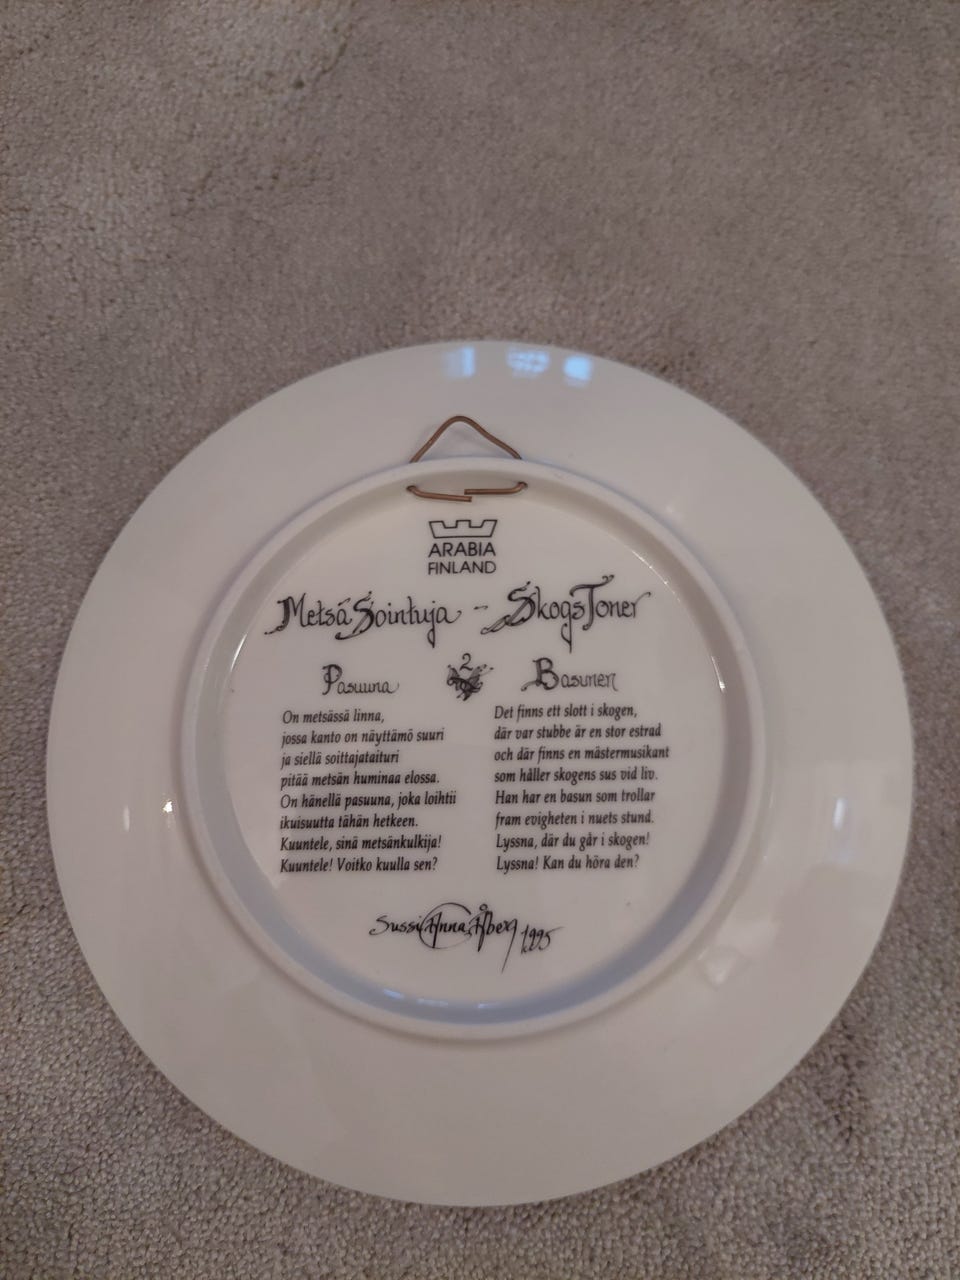 ARABIA
FINLAND
MetsäSointuja - SkogsToner
2
Pasuuna
On metsässä linna,
jossa kanto on näyttämö suuri
ja siellä soittajataituri
pitää metsän huminaa elossa.
On hänellä pasuuna, joka loihtii
ikuisuutta tähän hetkeen.
Kuuntele, sinä metsänkulkija!
Kuuntele! Voitko kuulla sen?
Basunen
Det finns ett slott i skogen,
där var stubbe är en stor estrad
och där finns en mästermusikant
som håller skogens sus vid liv.
Han har en basun som trollar
fram evigheten i nuets stund.
Lyssna, där du går i skogen!
Lyssna! Kan du höra den?
Sussi Anna Åberg 1995